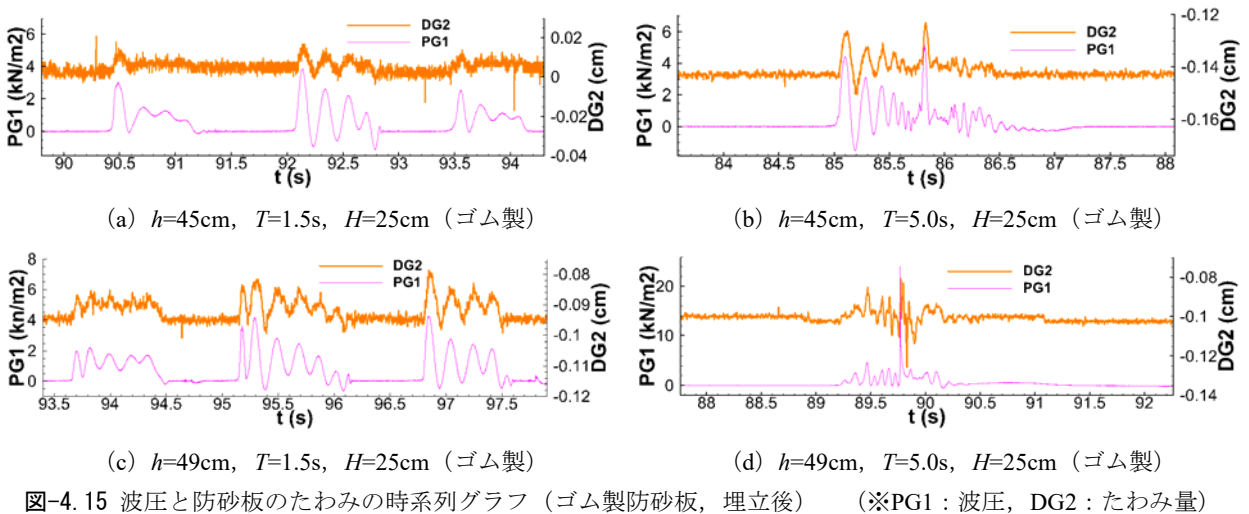 PG1 (kN/m2)
6
4
2
0
DG2
PG1
0.02
0
-0.02
-0.04
DG2 (cm)
90 90.5 91 91.5 92 92.5 93 93.5 94
t (s)
(a) h=45cm, T=1.5s, H=25cm(ゴム製)
PG1 (kN/m2)
6
4
2
0
DG2
PG1
-0.12
-0.14
-0.16
DG2 (cm)
84 84.5 85 85.5 86 86.5 87 87.5 88
t (s)
(b) h=45cm, T=5.0s, H=25cm(ゴム製)
PG1 (kn/m2)
8
6
4
2
0
DG2
PG1
-0.08
-0.09
-0.1
-0.11
-0.12
DG2 (cm)
93.5 94 94.5 95 95.5 96 96.5 97 97.5
t (s)
(c) h=49cm, T=1.5s, H=25cm(ゴム製)
PG1 (kN/m2)
20
10
0
DG2
PG1
-0.08
-0.1
-0.12
-0.14
DG2 (cm)
88 88.5 89 89.5 90 90.5 91 91.5 92
t (s)
(d) h=49cm, T=5.0s, H=25cm(ゴム製)
図-4.15 波圧と防砂板のたわみの時系列グラフ(ゴム製防砂板,埋立後) (※PG1:波圧,DG2:たわみ量)